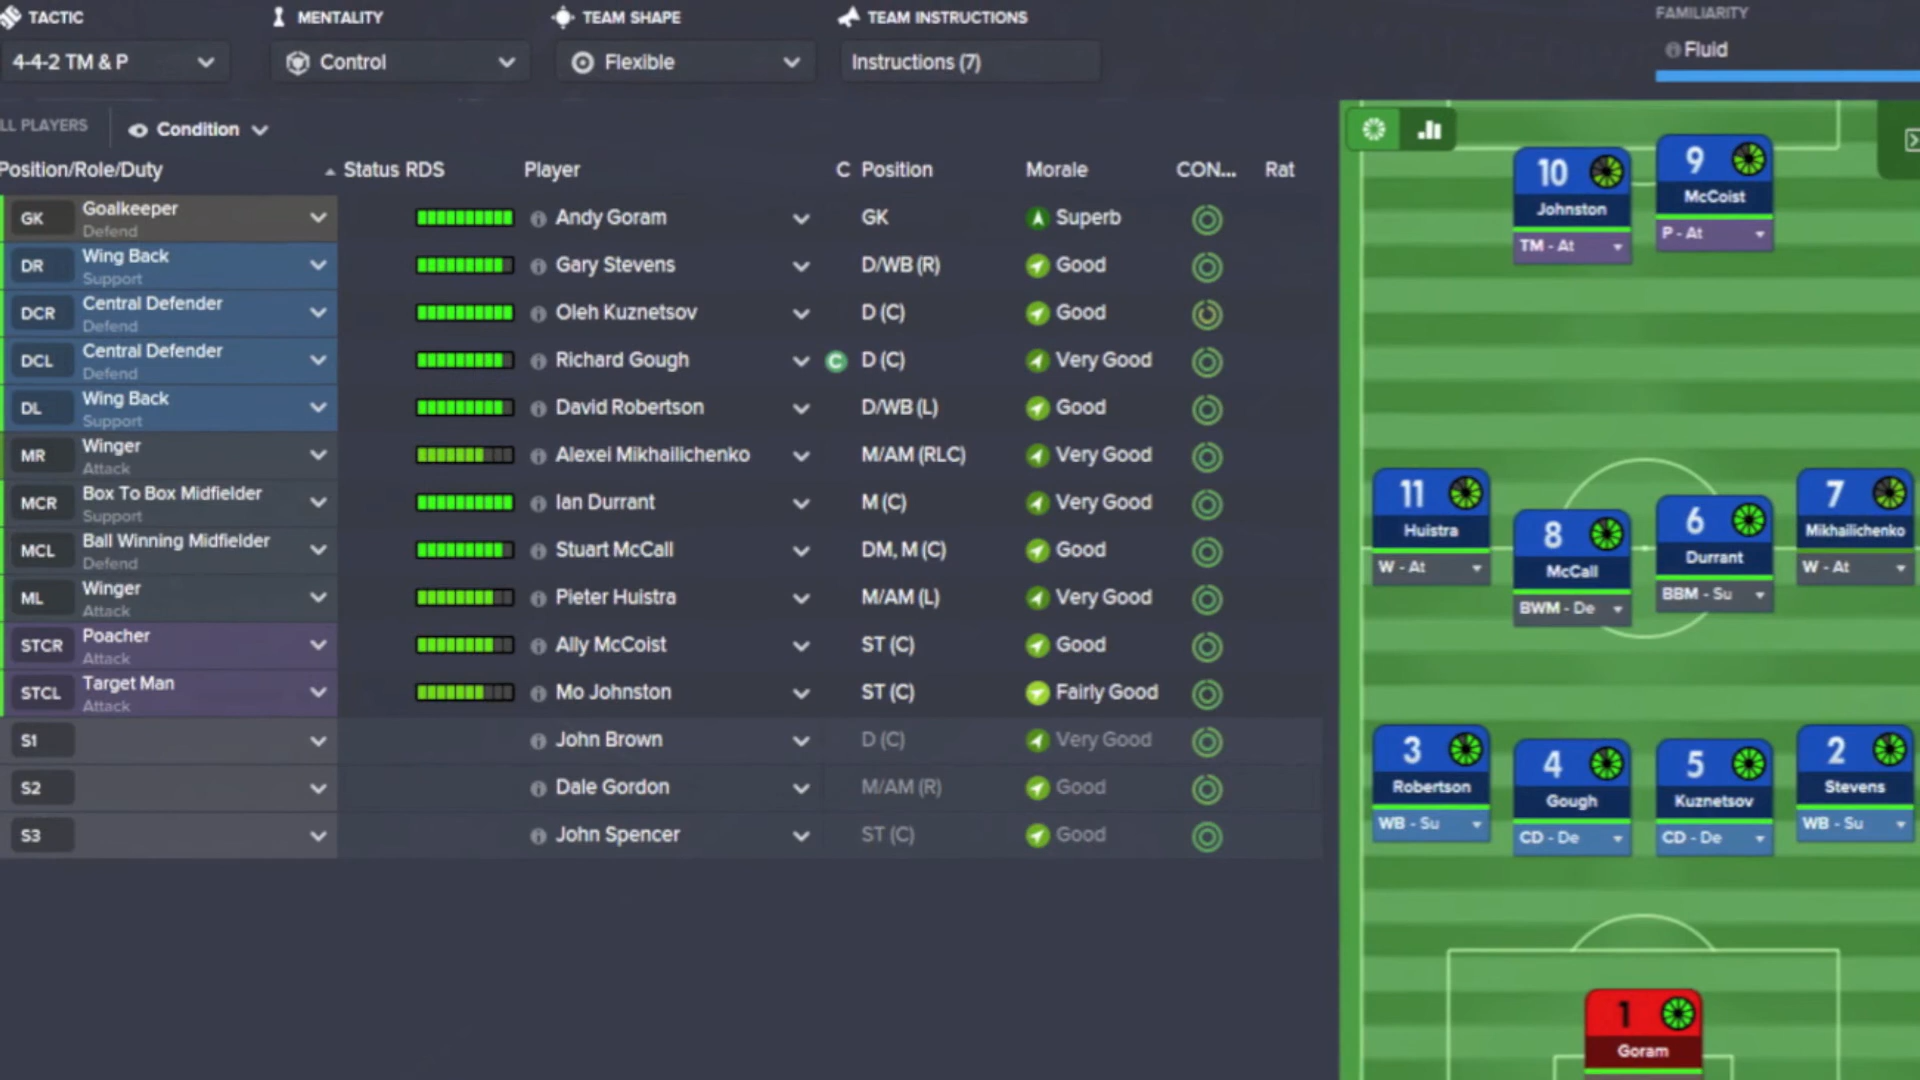 TACTIC MENTALITY TEAM SHAPE TEAM INSTRUCTIONS FAMILIARITY
4-4-2 TM & P Control Flexible Instructions (7) Fluid
LL PLAYERS Condition
Position/Role/Duty Status RDS Player C Position Morale CON... Rat
GK Goalkeeper Andy Goram GK Superb
Defend
DR Wing Back Gary Stevens D/WB (R) Good
Support
DCR Central Defender Oleh Kuznetsov D (C) Good
Defend
DCL Central Defender Richard Gough C D (C) Very Good
Defend
DL Wing Back David Robertson D/WB (L) Good
Support
MR Winger Alexei Mikhailichenko M/AM (RLC) Very Good
Attack
MCR Box To Box Midfielder Ian Durrant M (C) Very Good
Support
MCL Ball Winning Midfielder Stuart McCall DM, M (C) Good
Defend
ML Winger Pieter Huistra M/AM (L) Very Good
Attack
STCR Poacher Ally McCoist ST (C) Good
Attack
STCL Target Man Mo Johnston ST (C) Fairly Good
Attack
S1 John Brown D (C) Very Good
S2 Dale Gordon M/AM (R) Good
S3 John Spencer ST (C) Good
10 9
Johnston McCoist
TM - At P - At
11 8 6 7
Huistra McCall Durrant Mikhailichenko
W - At BWM - De BBM - Su W - At
3 4 5 2
Robertson Gough Kuznetsov Stevens
WB - Su CD - De CD - De WB - Su
1
Goram